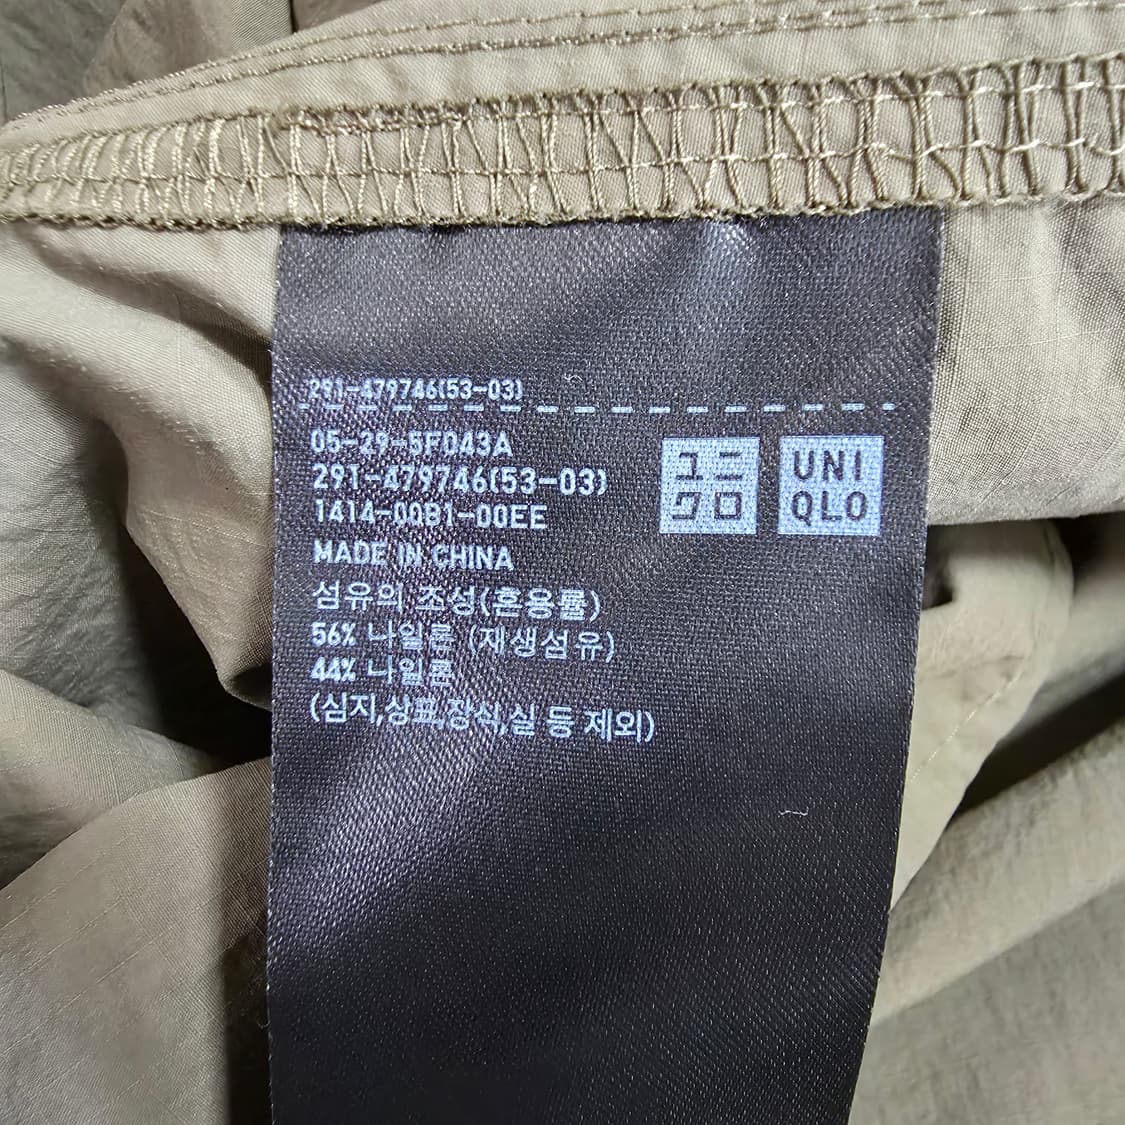 291-479746(53-03)
05-29-5F043A
291-479746(53-03)
1414-00B1-00EE
MADE IN CHINA
섬유의 조성(혼용률)
56% 나일론 (재생섬유)
44% 나일론
(심지,상표,장식,실 등 제외)
ユニ
クロ
UNI
QLO